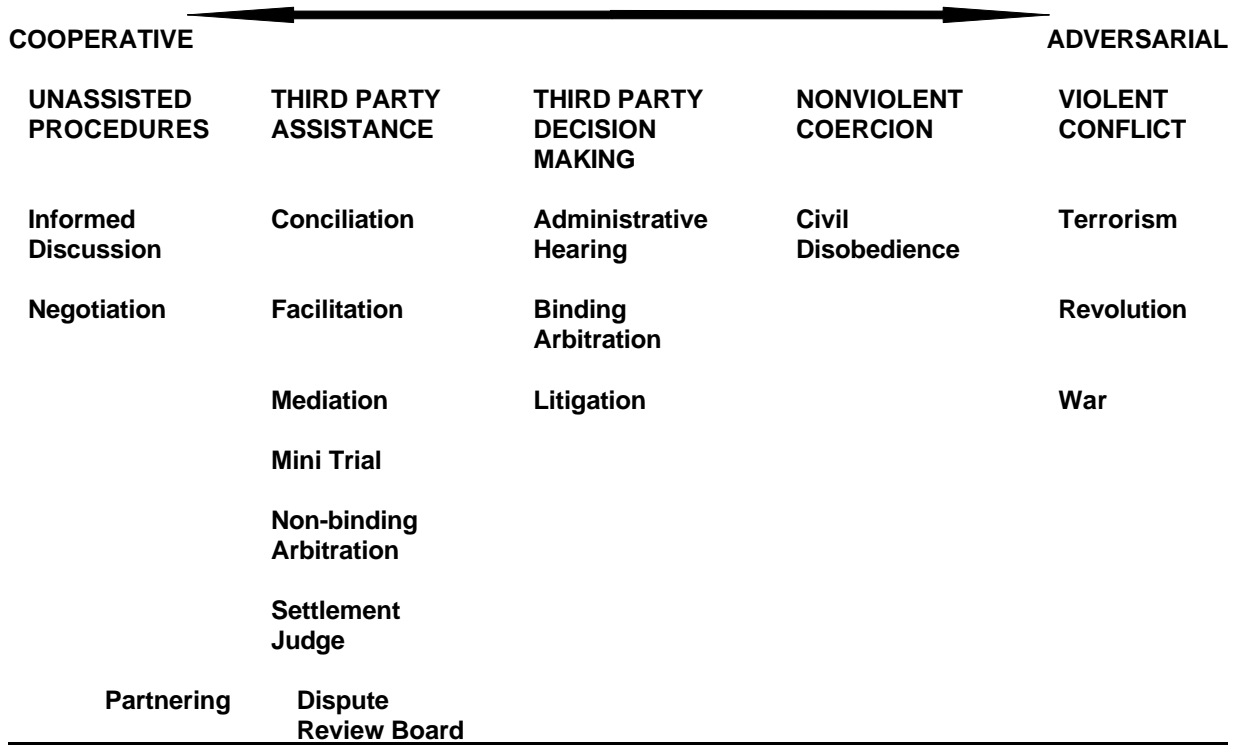 COOPERATIVE ADVERSARIAL
UNASSISTED THIRD PARTY THIRD PARTY NONVIOLENT VIOLENT
PROCEDURES ASSISTANCE DECISION COERCION CONFLICT
MAKING
Informed Conciliation Administrative Civil Terrorism
Discussion Hearing Disobedience
Negotiation Facilitation Binding Revolution
Arbitration
Mediation Litigation War
Mini Trial
Non-binding
Arbitration
Settlement
Judge
Partnering Dispute
Review Board